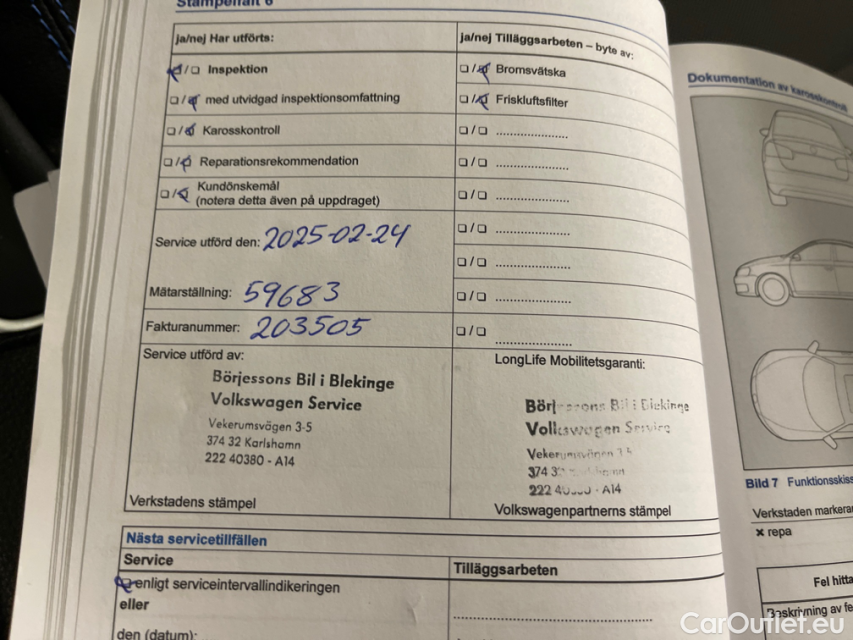 Stämpelfält 6
ja/nej Har utförts:
ja/nej Tilläggsarbeten – byte av:
❑/❑ Inspektion
❑/❑ Bromsvätska
❑/❑ med utvidgad inspektionsomfattning
❑/❑ Friskluftsfilter
❑/❑ Karosskontroll
❑/❑ ....................
❑/❑ Reparationsrekommendation
❑/❑ ....................
❑/❑ Kundönskemål
(notera detta även på uppdraget)
❑/❑ ....................
Service utförd den: 2025-02-24
❑/❑ ....................
❑/❑ ....................
Mätarställning: 59683
❑/❑ ....................
Fakturanummer: 203505
❑/❑ ....................
Service utförd av:
Börjessons Bil i Blekinge
Volkswagen Service
Vekerumsvägen 3-5
374 32 Karlshamn
222 40380 - A14
Verkstadens stämpel
LongLife Mobilitetsgaranti:
Börjessons Bil i Blekinge
Volkswagen Service
Vekerumsvägen 3-5
222 - A14
Volkswagenpartnerns stämpel
Nästa servicetillfällen
Service
Tilläggsarbeten
❑ enligt serviceintervallindikeringen
eller
den (datum):
Dokumentation av karosskontroll
Bild 7 Funktionsskiss
Verkstaden markerar
× repa
Fel hitta
Beskrivning av fe
CarOutlet.eu